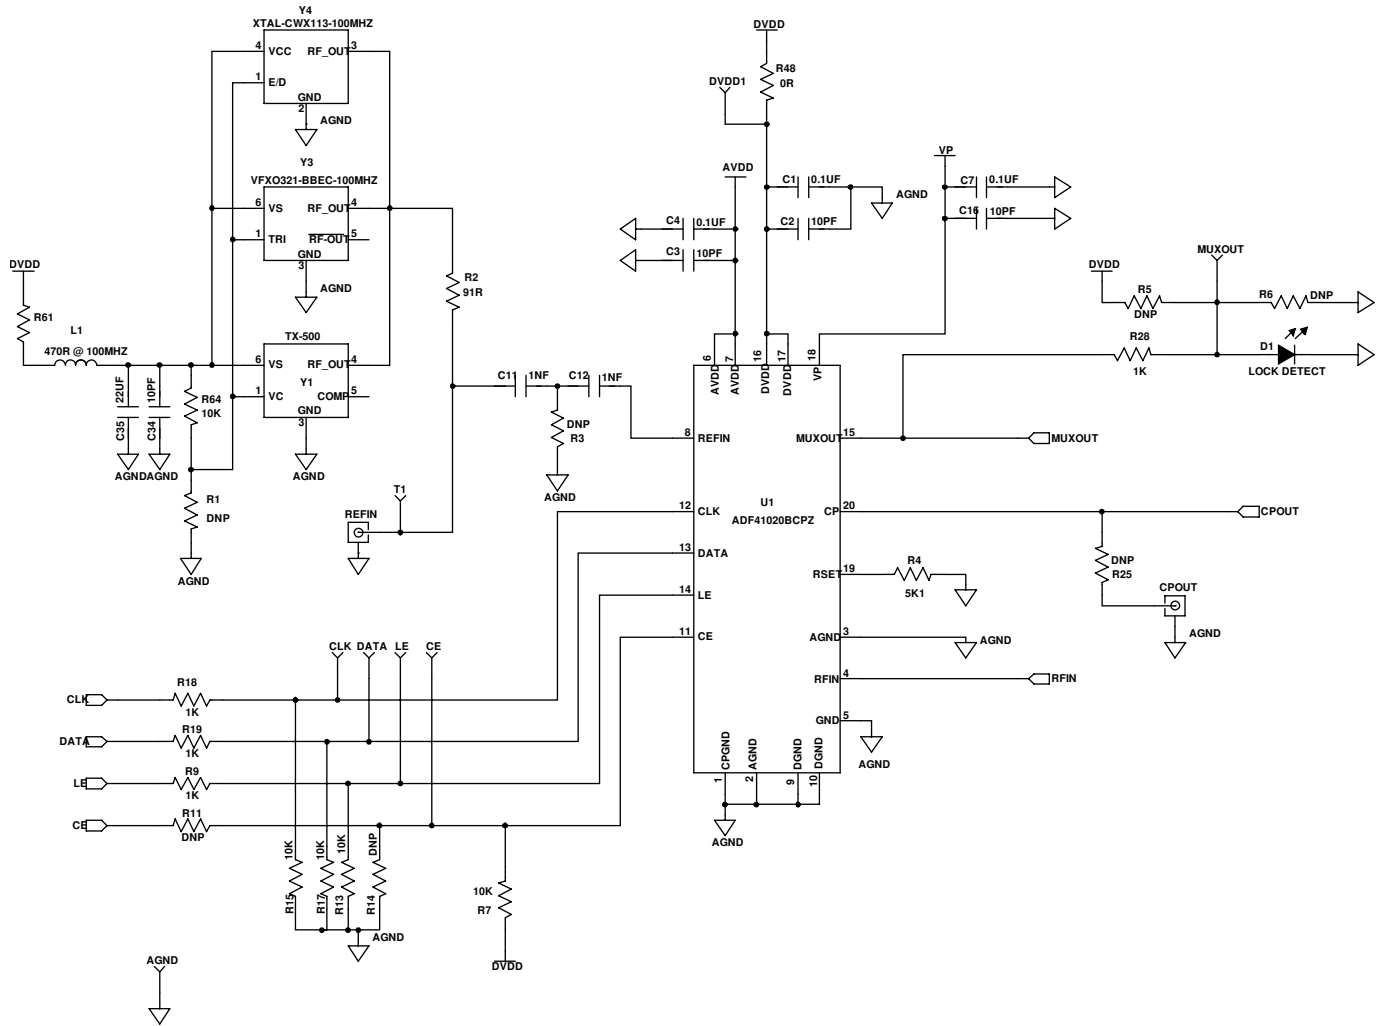 Y4
XTAL-CWX113-100MHZ
4 VCC RF_OUT 3
1 E/D
GND
2
AGND
Y3
VFXO321-BBEC-100MHZ
6 VS RF_OUT 4
1 TRI RF-OUT 5
GND
3
AGND
DVDD
R61
L1
470R @ 100MHZ
TX-500
6 VS RF_OUT 4
Y1
1 VC COMP 5
GND
3
AGND
22UF
C35
10PF
C34
AGND
AGND
R64
10K
R1
DNP
AGND
R2
91R
C11 1NF
C12 1NF
DNP
R3
AGND
T1
REFIN
DVDD
R48
0R
DVDD1
AVDD
C1 0.1UF
C2 10PF
AGND
C4 0.1UF
C3 10PF
VP
C7 0.1UF
C16 10PF
MUXOUT
DVDD
R5
DNP
R6 DNP
R28
1K
D1
LOCK DETECT
6 AVDD
7 AVDD
16 DVDD
17 DVDD
18 VP
8 REFIN
MUXOUT 15
MUXOUT
U1
ADF41020BCPZ
12 CLK
CP 20
CPOUT
13 DATA
RSET 19
R4
5K1
14 LE
11 CE
AGND 3
AGND
RFIN 4
RFIN
GND 5
AGND
CPGND 1
AGND 2
DGND 9
DGND 10
AGND
DNP
R25
CPOUT
AGND
CLK DATA LE CE
CLK
R18
1K
DATA
R19
1K
LE
R9
1K
CE
R11
DNP
10K
R15
10K
R17
10K
R13
DNP
R14
AGND
10K
R7
DVDD
AGND